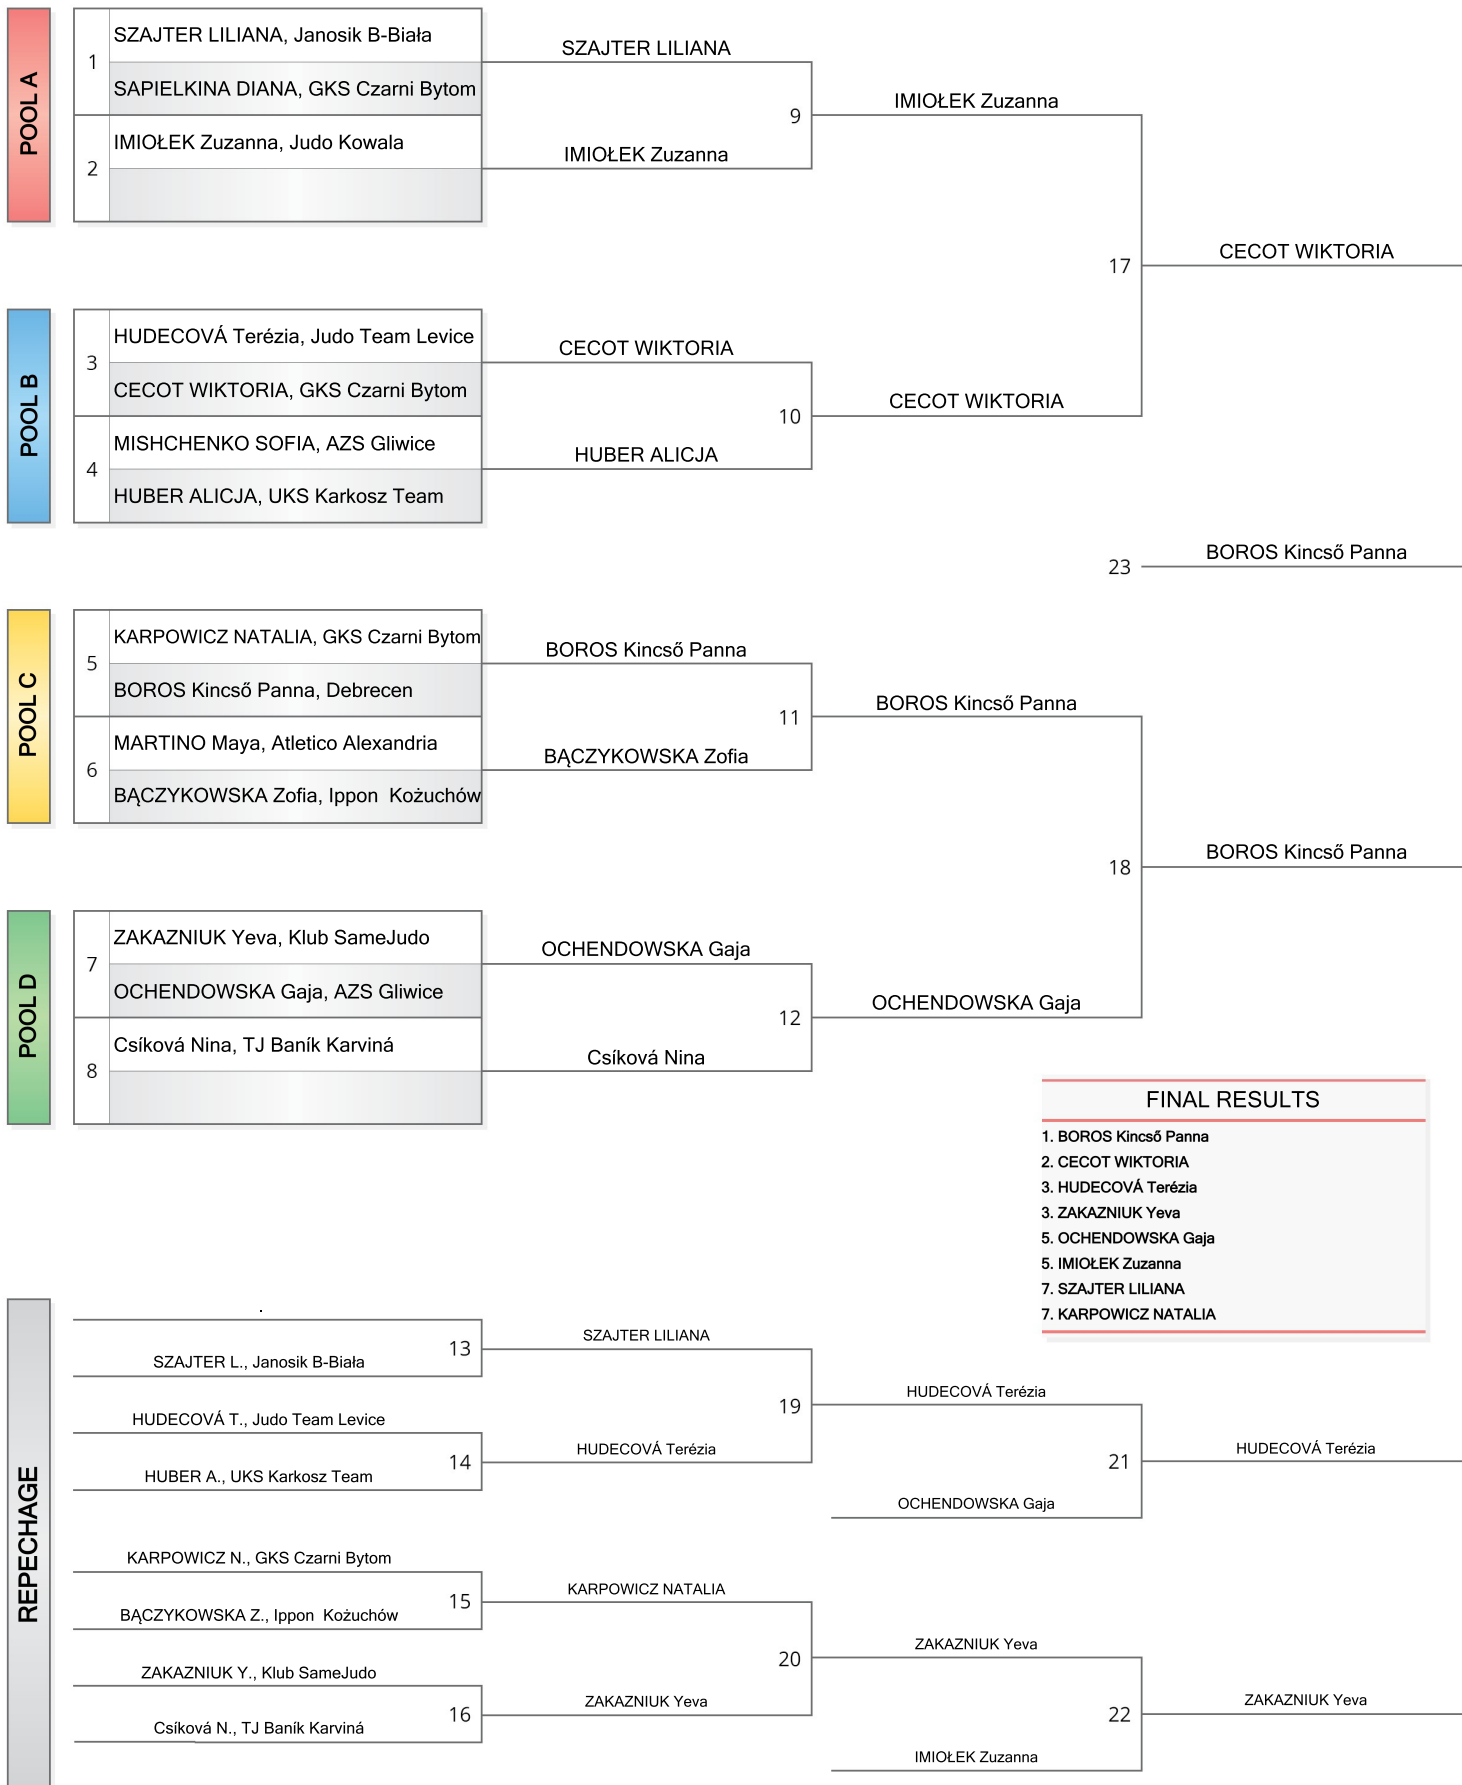 POOL A
1
SZAJTER LILIANA, Janosik B-Biała
SAPIELKINA DIANA, GKS Czarni Bytom
2
IMIOŁEK Zuzanna, Judo Kowala
SZAJTER LILIANA
IMIOŁEK Zuzanna
9
IMIOŁEK Zuzanna
17
CECOT WIKTORIA
POOL B
3
HUDECOVÁ Terézia, Judo Team Levice
CECOT WIKTORIA, GKS Czarni Bytom
4
MISHCHENKO SOFIA, AZS Gliwice
HUBER ALICJA, UKS Karkosz Team
CECOT WIKTORIA
HUBER ALICJA
10
CECOT WIKTORIA
23
BOROS Kincső Panna
POOL C
5
KARPOWICZ NATALIA, GKS Czarni Bytom
BOROS Kincső Panna, Debrecen
6
MARTINO Maya, Atletico Alexandria
BĄCZYKOWSKA Zofia, Ippon  Kożuchów
BOROS Kincső Panna
BĄCZYKOWSKA Zofia
11
BOROS Kincső Panna
18
BOROS Kincső Panna
POOL D
7
ZAKAZNIUK Yeva, Klub SameJudo
OCHENDOWSKA Gaja, AZS Gliwice
8
Csíková Nina, TJ Baník Karviná
OCHENDOWSKA Gaja
Csíková Nina
12
OCHENDOWSKA Gaja
FINAL RESULTS
1. BOROS Kincső Panna
2. CECOT WIKTORIA
3. HUDECOVÁ Terézia
3. ZAKAZNIUK Yeva
5. OCHENDOWSKA Gaja
5. IMIOŁEK Zuzanna
7. SZAJTER LILIANA
7. KARPOWICZ NATALIA
REPECHAGE
.
SZAJTER L., Janosik B-Biała
13
HUDECOVÁ T., Judo Team Levice
HUBER A., UKS Karkosz Team
14
SZAJTER LILIANA
HUDECOVÁ Terézia
19
HUDECOVÁ Terézia
OCHENDOWSKA Gaja
21
HUDECOVÁ Terézia
KARPOWICZ N., GKS Czarni Bytom
BĄCZYKOWSKA Z., Ippon  Kożuchów
15
ZAKAZNIUK Y., Klub SameJudo
Csíková N., TJ Baník Karviná
16
KARPOWICZ NATALIA
ZAKAZNIUK Yeva
20
ZAKAZNIUK Yeva
IMIOŁEK Zuzanna
22
ZAKAZNIUK Yeva